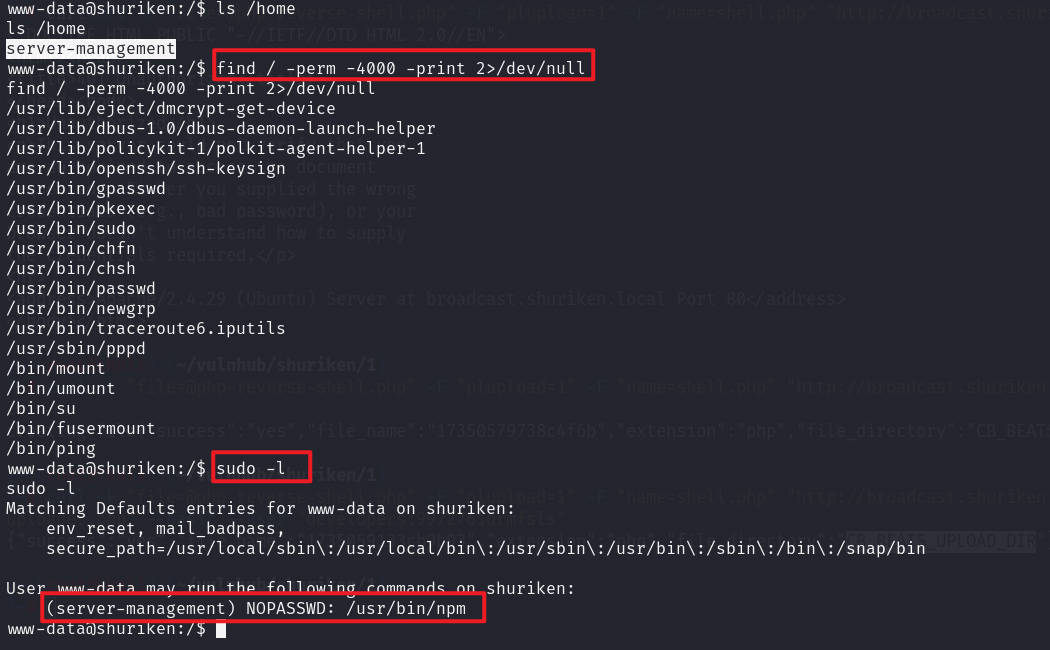 www-data@shuriken:/$ ls /home
ls /home
server-management
www-data@shuriken:/$ find / -perm -4000 -print 2>/dev/null
find / -perm -4000 -print 2>/dev/null
/usr/lib/eject/dmcrypt-get-device
/usr/lib/dbus-1.0/dbus-daemon-launch-helper
/usr/lib/policykit-1/polkit-agent-helper-1
/usr/lib/openssh/ssh-keysign
/usr/bin/gpasswd
/usr/bin/pkexec
/usr/bin/sudo
/usr/bin/chfn
/usr/bin/chsh
/usr/bin/passwd
/usr/bin/newgrp
/usr/bin/traceroute6.iputils
/usr/sbin/pppd
/bin/mount
/bin/umount
/bin/su
/bin/fusermount
/bin/ping
www-data@shuriken:/$ sudo -l
sudo -l
Matching Defaults entries for www-data on shuriken:
    env_reset, mail_badpass,
    secure_path=/usr/local/sbin\:/usr/local/bin\:/usr/sbin\:/usr/bin\:/sbin\:/bin\:/snap/bin

User www-data may run the following commands on shuriken:
    (server-management) NOPASSWD: /usr/bin/npm
www-data@shuriken:/$